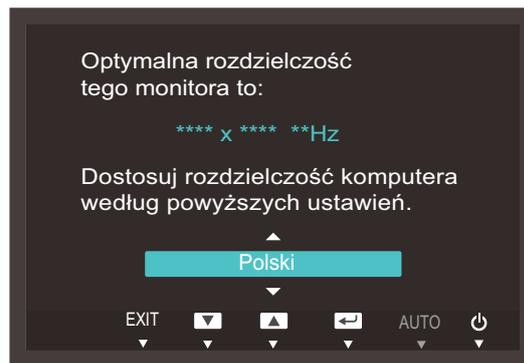 Optymalna rozdzielczość
tego monitora to:
**** x **** **Hz
Dostosuj rozdzielczość komputera
według powyższych ustawień.
Polski
EXIT AUTO